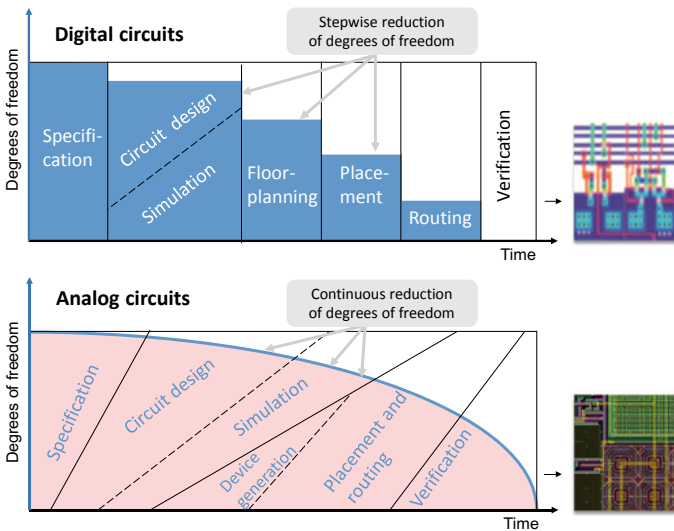 Digital circuits
Stepwise reduction
of degrees of freedom
Degrees of freedom
Specifi-
cation
Circuit design
Simulation
Floor-
planning
Place-
ment
Routing
Verification
Time
Analog circuits
Continuous reduction
of degrees of freedom
Degrees of freedom
Specification
Circuit design
Simulation
Device
generation
Placement and
routing
Verification
Time